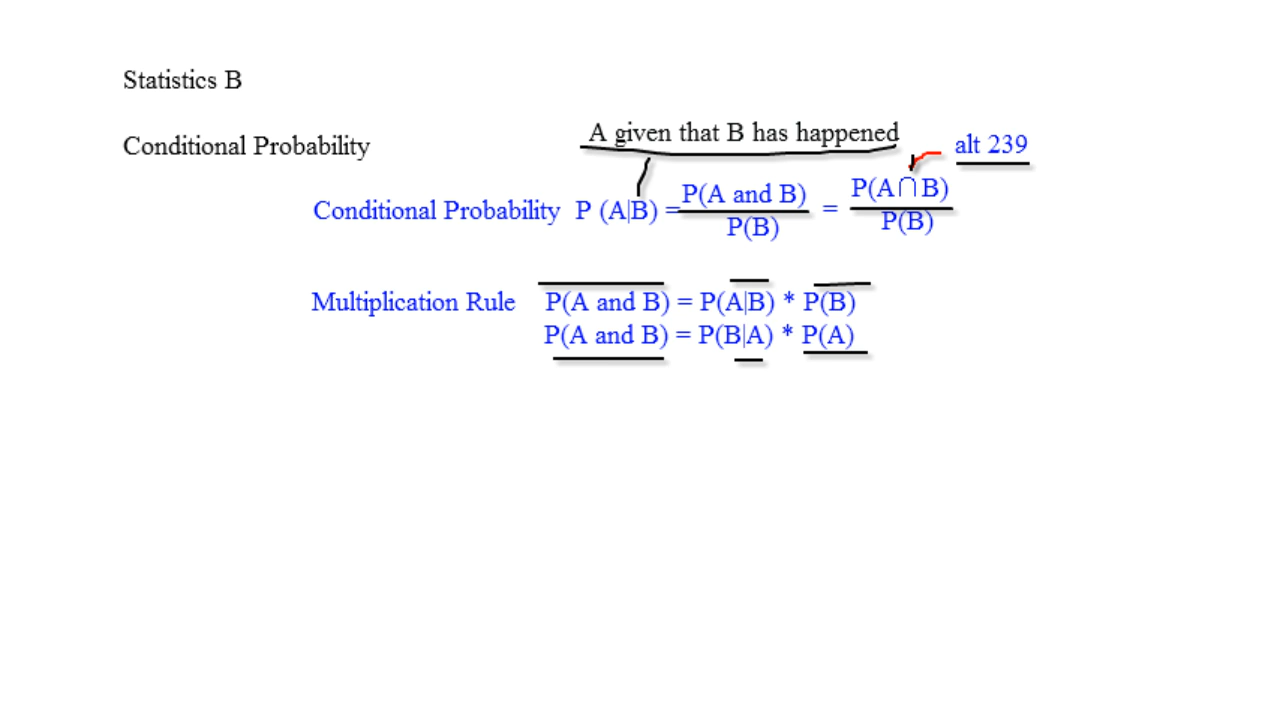 Statistics B
A given that B has happened
Conditional Probability
alt 239
Conditional Probability P (A|B) = P(A and B) / P(B) = P(A∩B) / P(B)
Multiplication Rule P(A and B) = P(A|B) * P(B)
P(A and B) = P(B|A) * P(A)